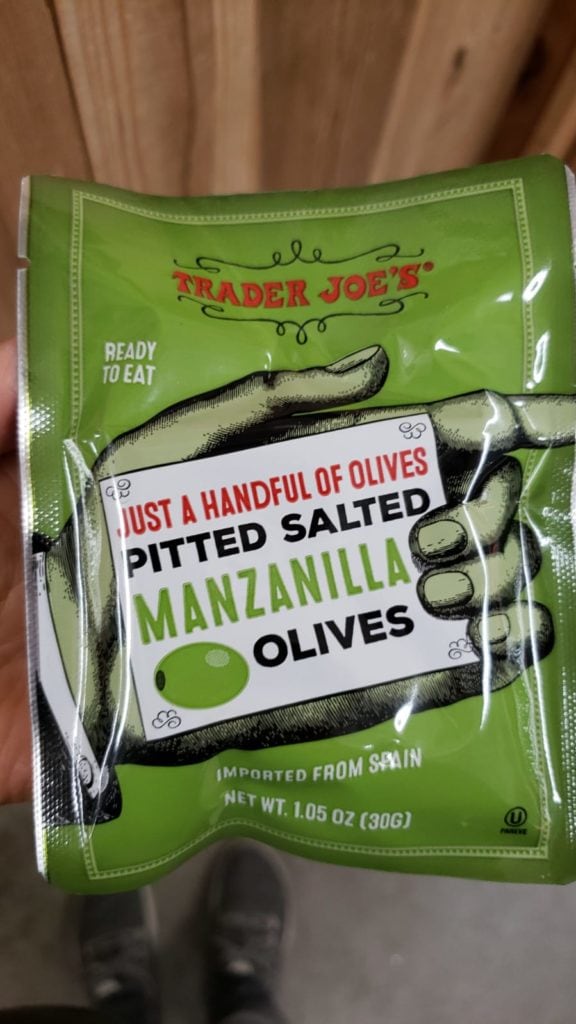 TRADER JOE'S®
READY
TO EAT
JUST A HANDFUL OF OLIVES
PITTED SALTED
MANZANILLA
OLIVES
IMPORTED FROM SPAIN
NET WT. 1.05 OZ (30G)
U
PAREVE